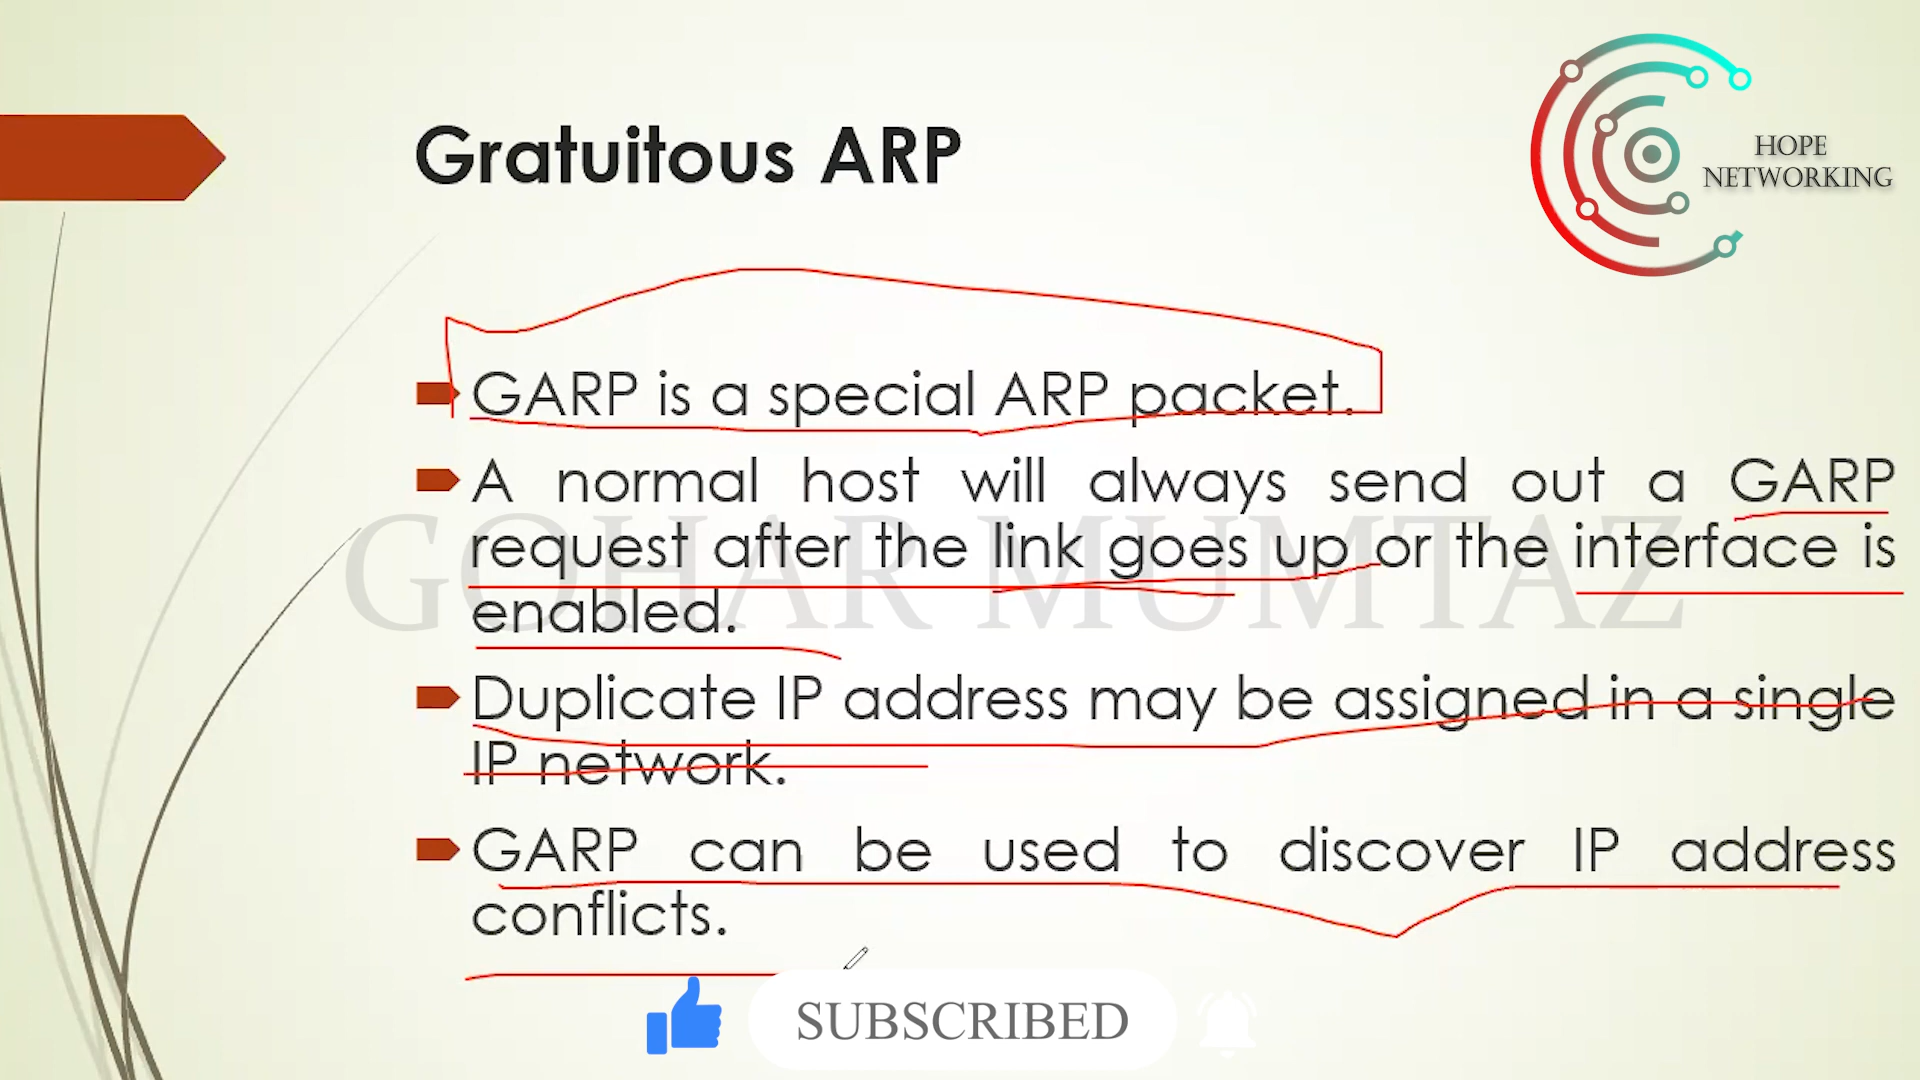 Gratuitous ARP
HOPE
NETWORKING
GARP is a special ARP packet.
A normal host will always send out a GARP
request after the link goes up or the interface is
enabled.
GOHAR MUMTAZ
Duplicate IP address may be assigned in a single
IP network.
GARP can be used to discover IP address
conflicts.
SUBSCRIBED